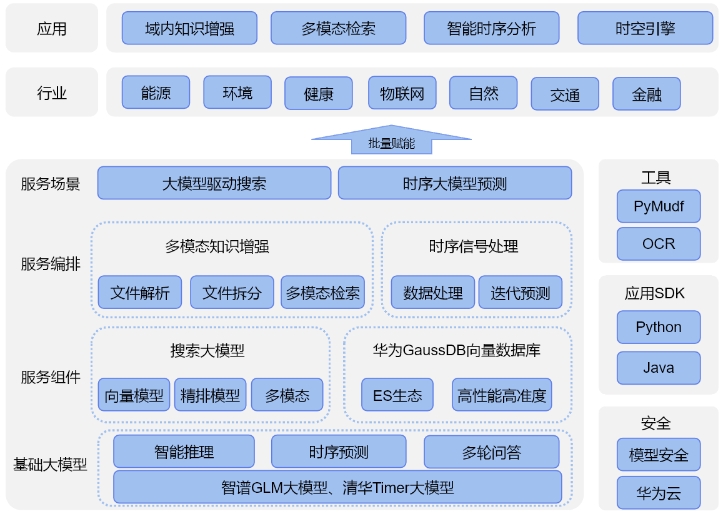 应用
域内知识增强
多模态检索
智能时序分析
时空引擎
行业
能源
环境
健康
物联网
自然
交通
金融
批量赋能
服务场景
大模型驱动搜索
时序大模型预测
服务编排
多模态知识增强
文件解析
文件拆分
多模态检索
时序信号处理
数据处理
迭代预测
服务组件
搜索大模型
向量模型
精排模型
多模态
华为GaussDB向量数据库
ES生态
高性能高准度
基础大模型
智能推理
时序预测
多轮问答
智谱GLM大模型、清华Timer大模型
工具
PyMudf
OCR
应用SDK
Python
Java
安全
模型安全
华为云